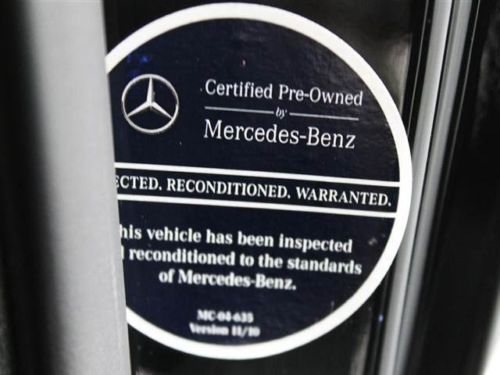 Certified Pre-Owned
by
Mercedes-Benz
ECTED. RECONDITIONED. WARRANTED.
his vehicle has been inspected
reconditioned to the standards
of Mercedes-Benz.
MC-04-635
Version 11/10